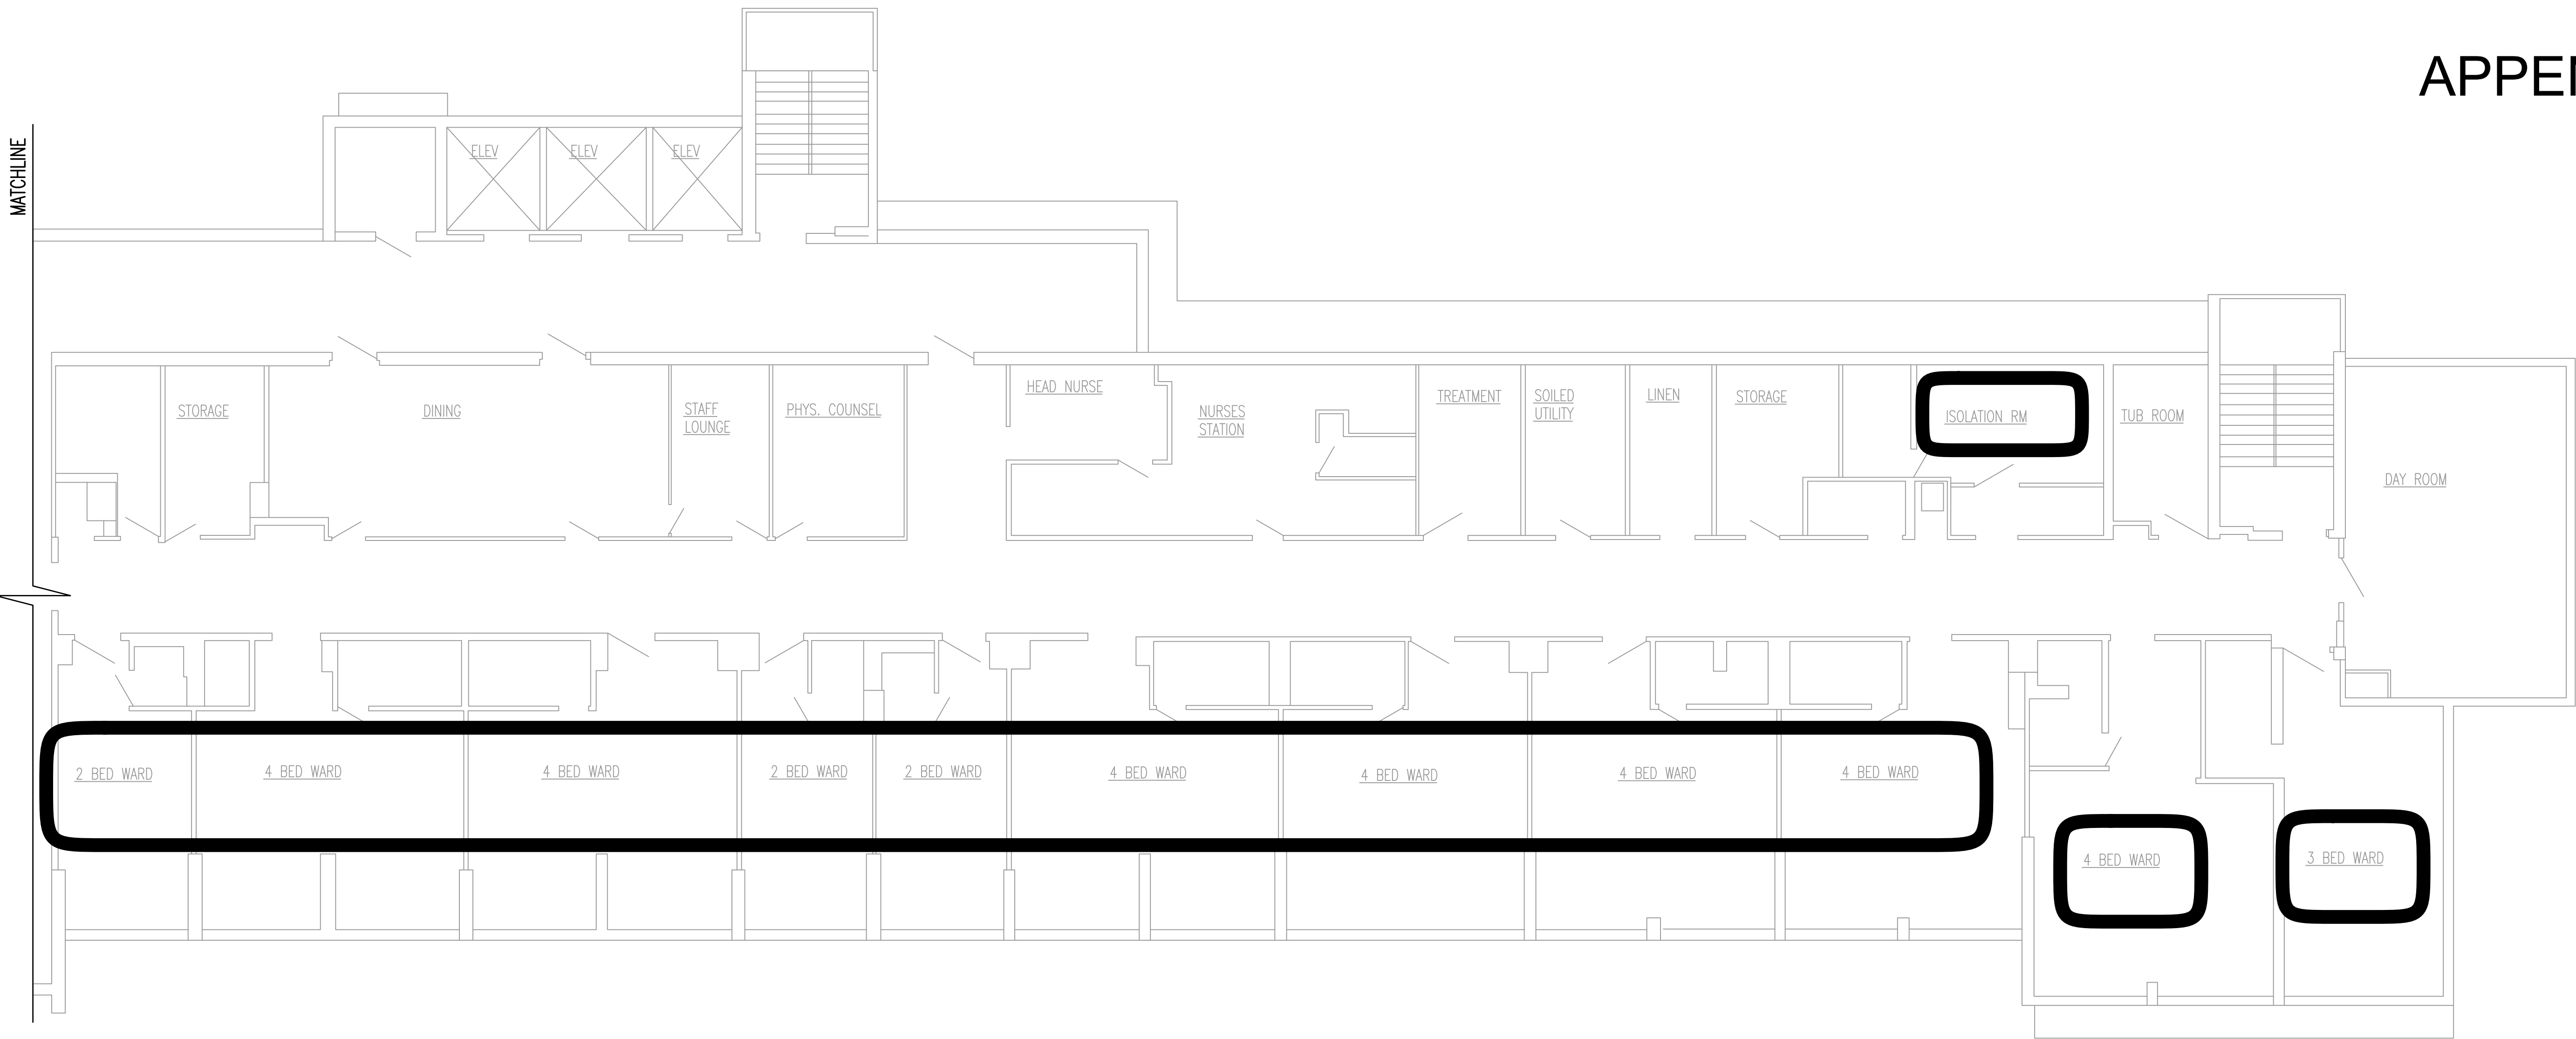 APPEN
MATCHLINE
ELEV
ELEV
ELEV
STORAGE
DINING
STAFF
LOUNGE
PHYS. COUNSEL
HEAD NURSE
NURSES
STATION
TREATMENT
SOILED
UTILITY
LINEN
STORAGE
ISOLATION RM
TUB ROOM
DAY ROOM
2 BED WARD
4 BED WARD
4 BED WARD
2 BED WARD
2 BED WARD
4 BED WARD
4 BED WARD
4 BED WARD
4 BED WARD
4 BED WARD
3 BED WARD